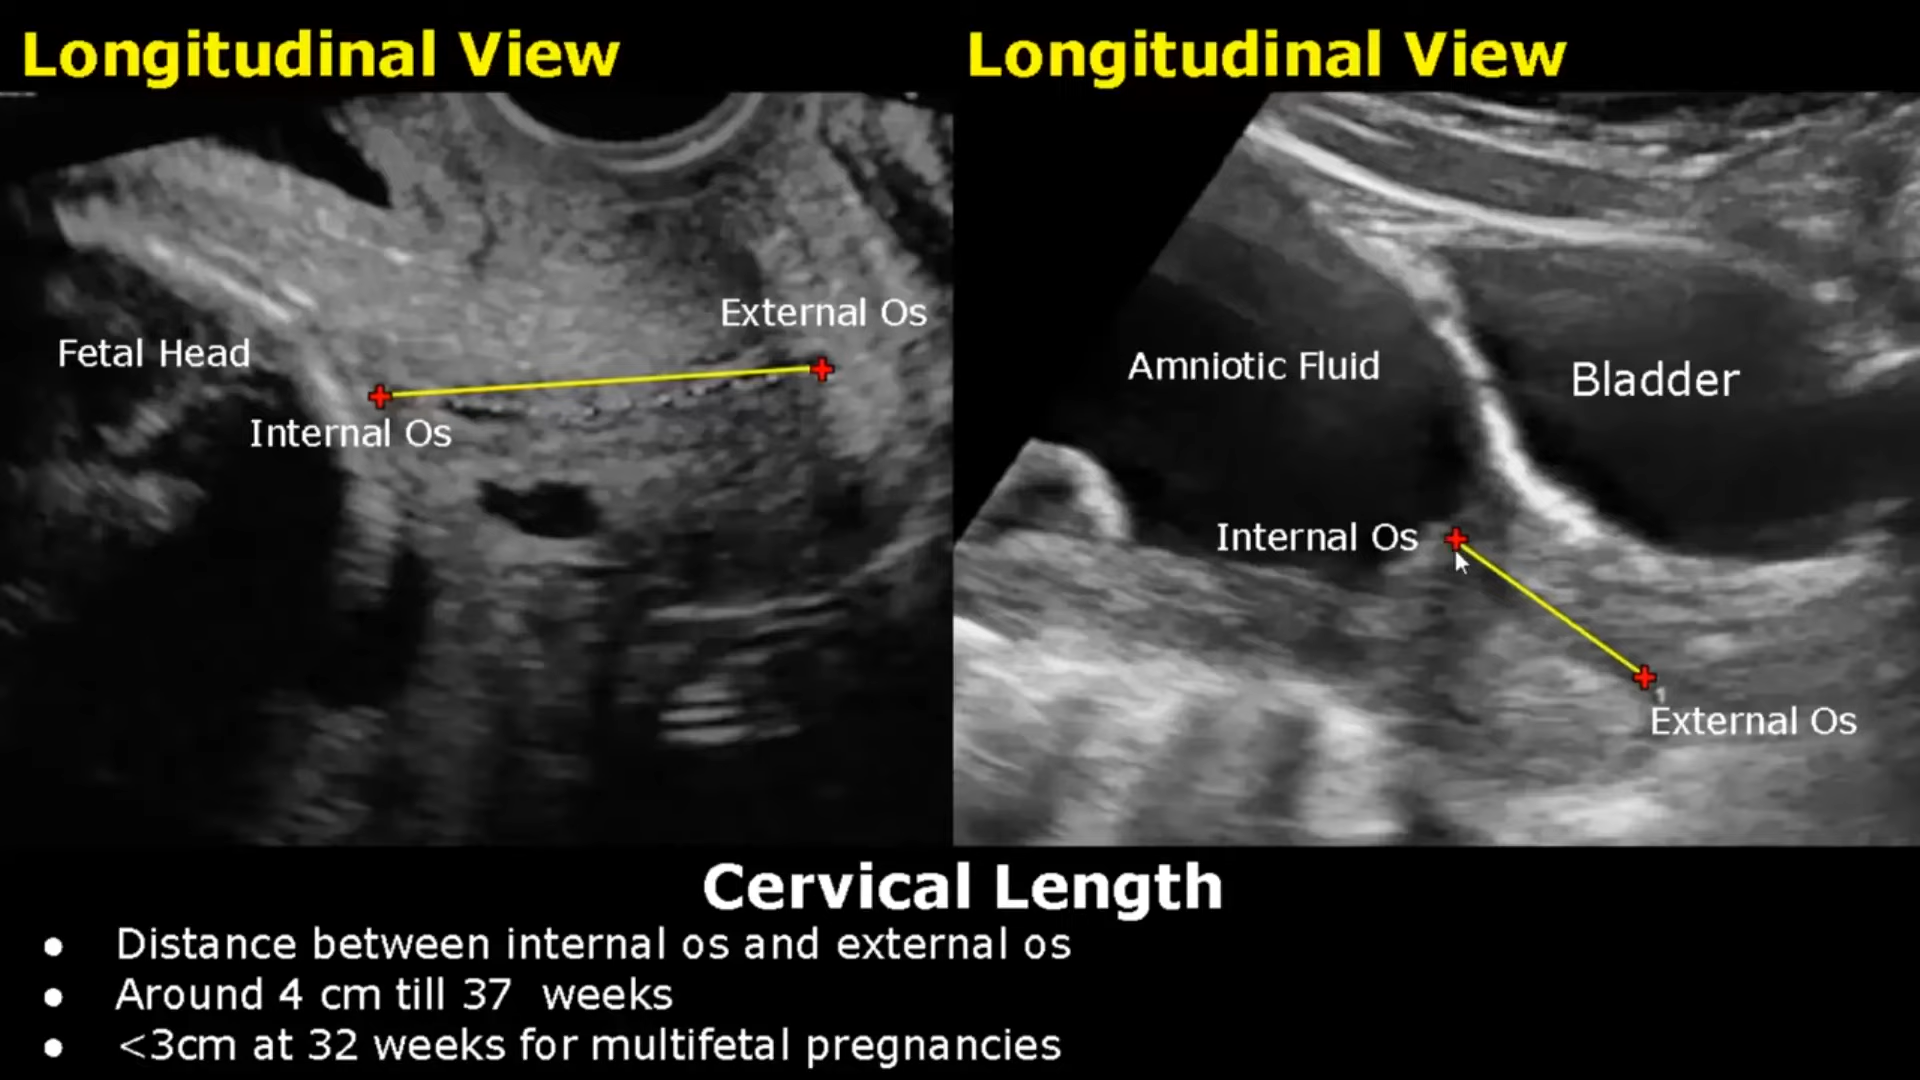 Longitudinal View
Longitudinal View
External Os
Fetal Head
Internal Os
Amniotic Fluid
Bladder
Internal Os
1
External Os
Cervical Length
• Distance between internal os and external os
• Around 4 cm till 37 weeks
• <3cm at 32 weeks for multifetal pregnancies